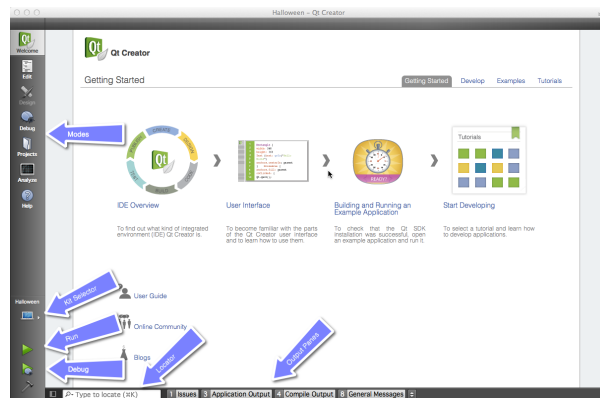 Halloween – Qt Creator
Qt
Welcome
Edit
Design
Debug
Projects
Analyze
Help
Modes
Qt Creator
Getting Started
Getting Started Develop Examples Tutorials
Qt
READY!
Tutorials
IDE Overview
User Interface
Building and Running an
Example Application
Start Developing
To find out what kind of integrated
environment (IDE) Qt Creator is.
To become familiar with the parts
of the Qt Creator user interface
and to learn how to use them.
To check that the Qt SDK
installation was successful, open
an example application and run it.
To select a tutorial and learn how
to develop applications.
Halloween
Kit Selector
User Guide
Run
Online Community
Debug
Blogs
Locator
Output Panes
Type to locate (⌘K)
1 Issues
3 Application Output
4 Compile Output
8 General Messages